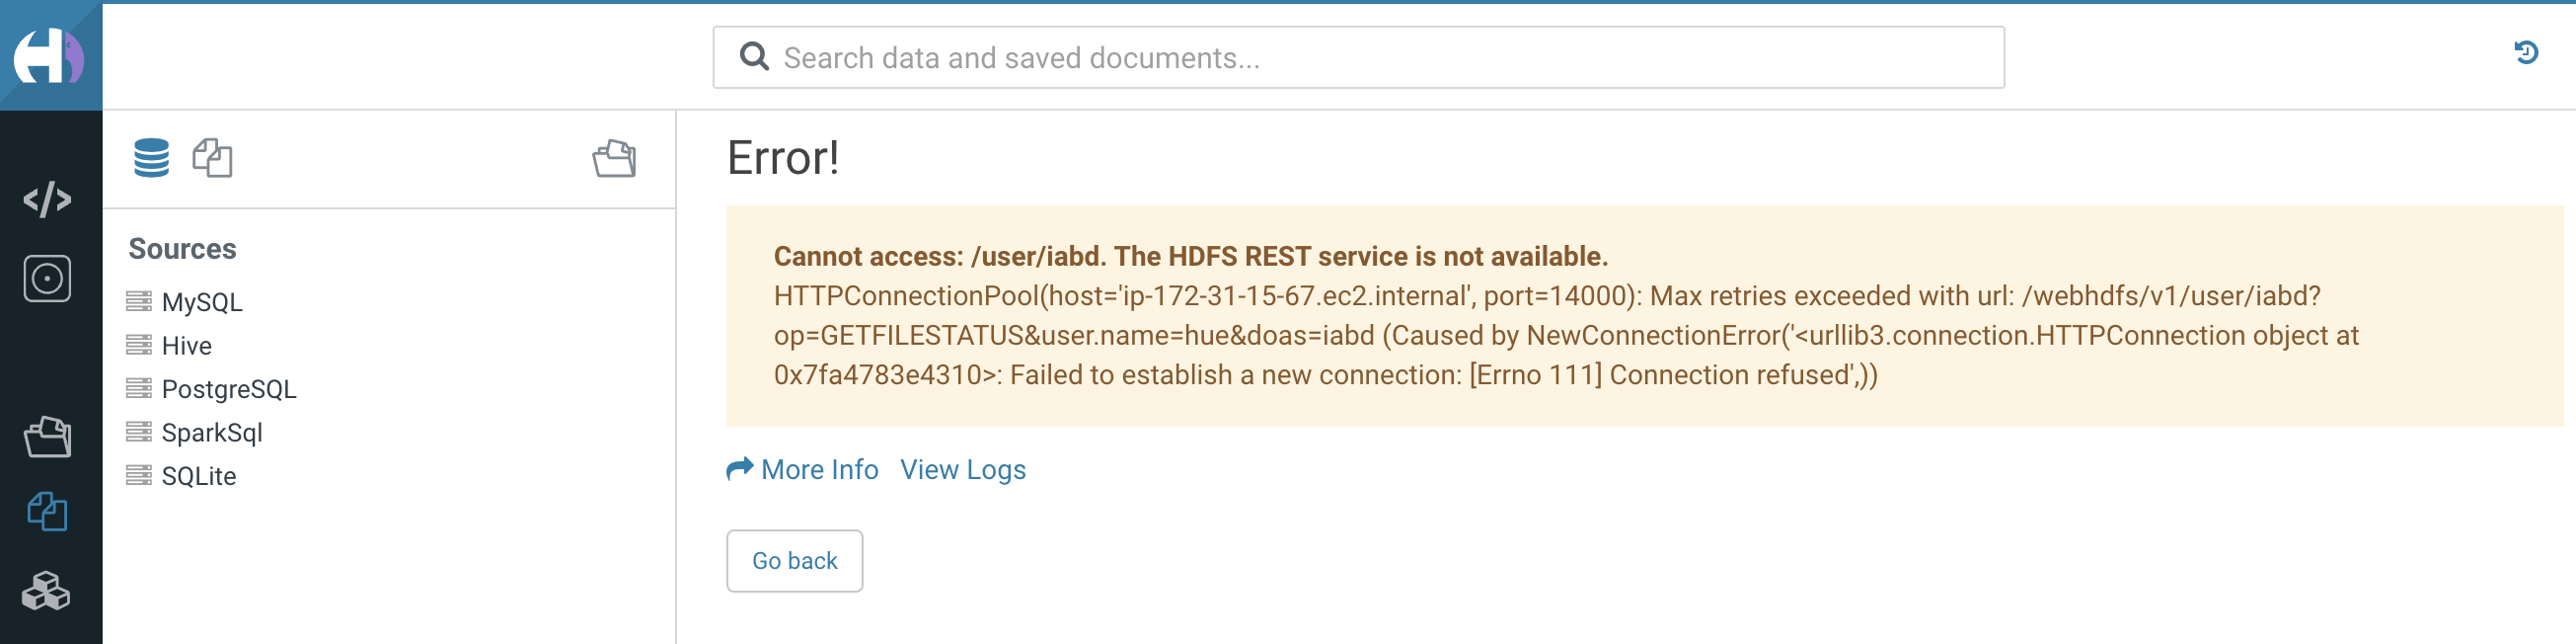 Search data and saved documents...
Sources
MySQL
Hive
PostgreSQL
SparkSql
SQLite
Error!
Cannot access: /user/iabd. The HDFS REST service is not available.
HTTPConnectionPool(host='ip-172-31-15-67.ec2.internal', port=14000): Max retries exceeded with url: /webhdfs/v1/user/iabd?
op=GETFILESTATUS&user.name=hue&doas=iabd (Caused by NewConnectionError('<urllib3.connection.HTTPConnection object at
0x7fa4783e4310>: Failed to establish a new connection: [Errno 111] Connection refused',))
More Info View Logs
Go back